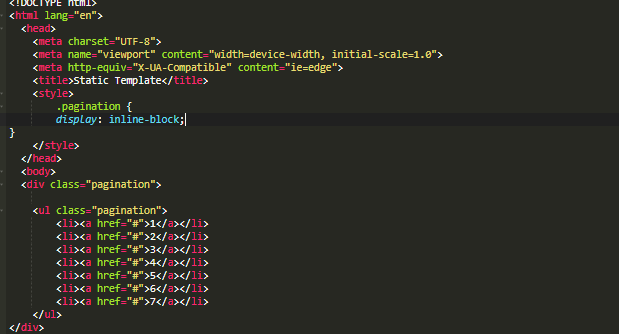 <!DOCTYPE html>
<html lang="en">
<head>
<meta charset="UTF-8">
<meta name="viewport" content="width=device-width, initial-scale=1.0">
<meta http-equiv="X-UA-Compatible" content="ie=edge">
<title>Static Template</title>
<style>
.pagination {
display: inline-block;
}
</style>
</head>
<body>
<div class="pagination">
<ul class="pagination">
<li><a href="#">1</a></li>
<li><a href="#">2</a></li>
<li><a href="#">3</a></li>
<li><a href="#">4</a></li>
<li><a href="#">5</a></li>
<li><a href="#">6</a></li>
<li><a href="#">7</a></li>
</ul>
</div>